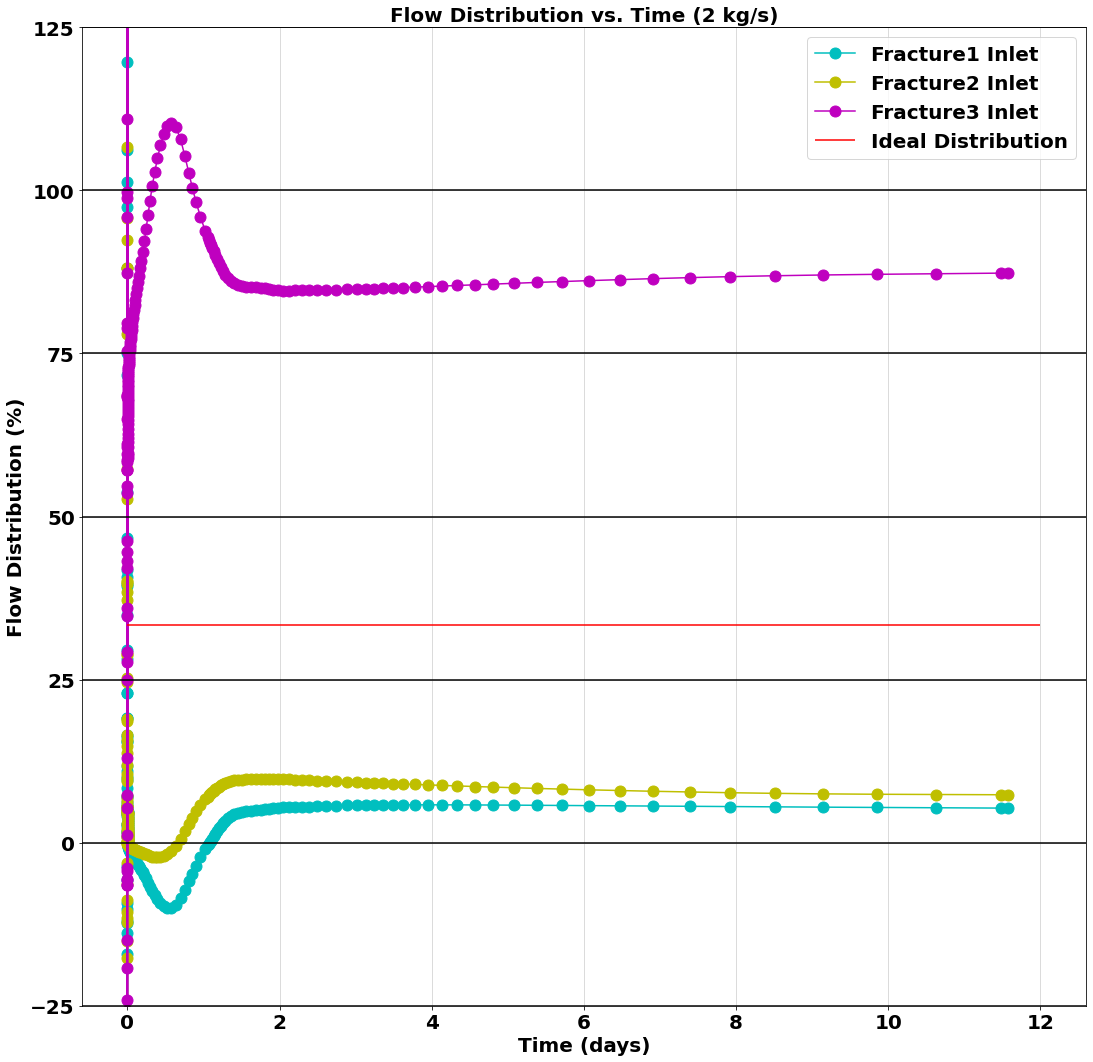 Flow Distribution vs. Time (2 kg/s)
Fracture1 Inlet
Fracture2 Inlet
Fracture3 Inlet
Ideal Distribution
Flow Distribution (%)
125
100
75
50
25
0
−25
0 2 4 6 8 10 12
Time (days)